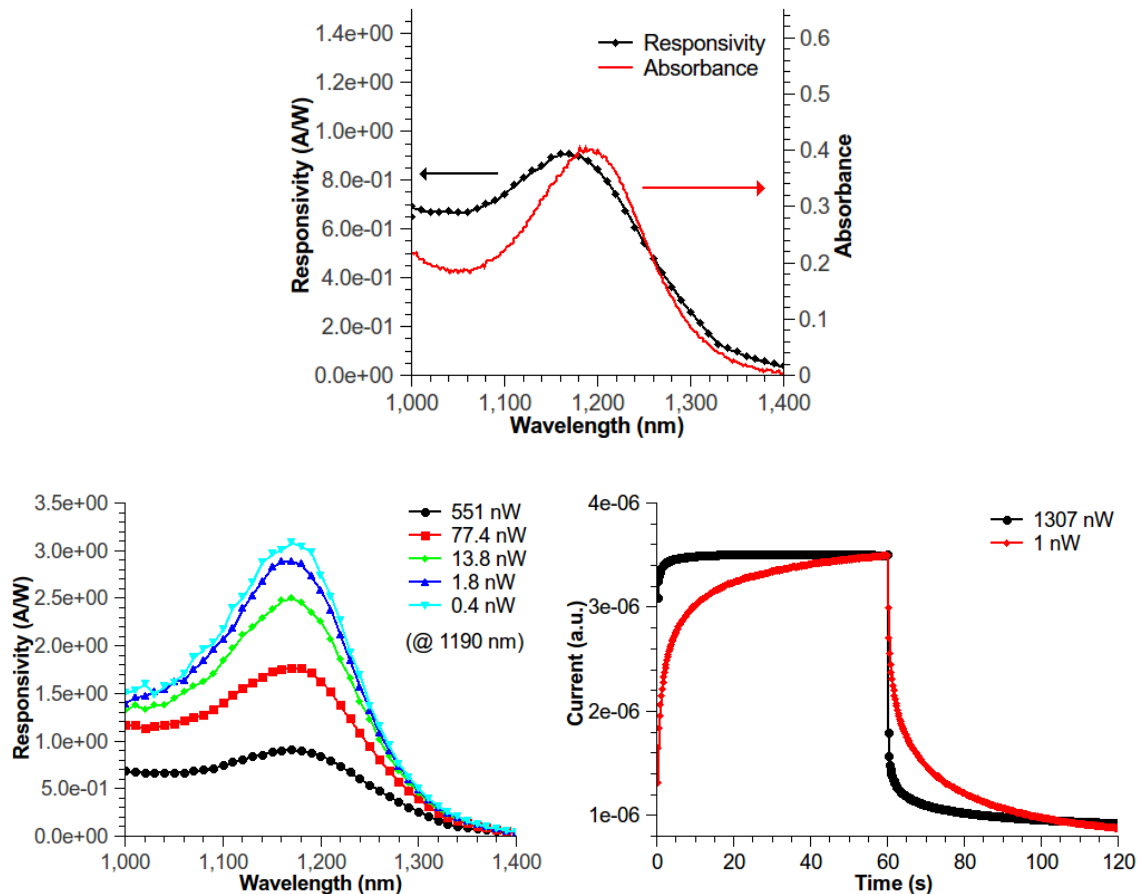 1.4e+00
1.2e+00
1.0e+00
8.0e-01
6.0e-01
4.0e-01
2.0e-01
0.0e+00
Responsivity (A/W)
Responsivity
Absorbance
0.6
0.5
0.4
0.3
0.2
0.1
0
Absorbance
1,000
1,100
1,200
1,300
1,400
Wavelength (nm)
3.5e+00
3.0e+00
2.5e+00
2.0e+00
1.5e+00
1.0e+00
5.0e-01
0.0e+00
Responsivity (A/W)
551 nW
77.4 nW
13.8 nW
1.8 nW
0.4 nW
(@ 1190 nm)
1,000
1,100
1,200
1,300
1,400
Wavelength (nm)
4e-06
3e-06
2e-06
1e-06
Current (a.u.)
1307 nW
1 nW
0
20
40
60
80
100
120
Time (s)